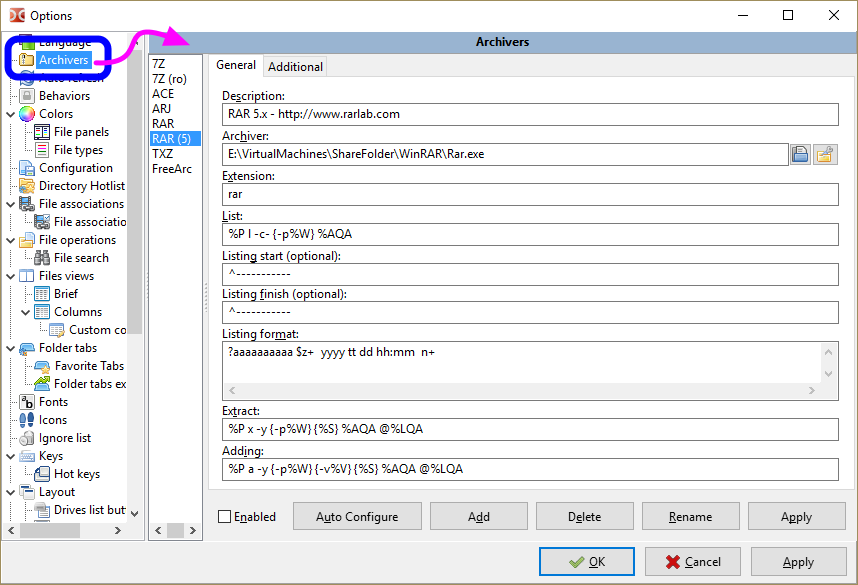 Options
Language
Archivers
Auto refresh
Behaviors
Colors
File panels
File types
Configuration
Directory Hotlist
File associations
File associatio
File operations
File search
Files views
Brief
Columns
Custom co
Folder tabs
Favorite Tabs
Folder tabs ex
Fonts
Icons
Ignore list
Keys
Hot keys
Layout
Drives list but
Archivers
7Z
7Z (ro)
ACE
ARJ
RAR
RAR (5)
TXZ
FreeArc
General Additional
Description:
RAR 5.x - http://www.rarlab.com
Archiver:
E:\VirtualMachines\ShareFolder\WinRAR\Rar.exe
Extension:
rar
List:
%P l -c- {-p%W} %AQA
Listing start (optional):
^-----------
Listing finish (optional):
^-----------
Listing format:
?aaaaaaaaaa $z+  yyyy tt dd hh:mm  n+
Extract:
%P x -y {-p%W} {%S} %AQA @%LQA
Adding:
%P a -y {-p%W} {-v%V} {%S} %AQA @%LQA
Enabled Auto Configure Add Delete Rename Apply
OK Cancel Apply